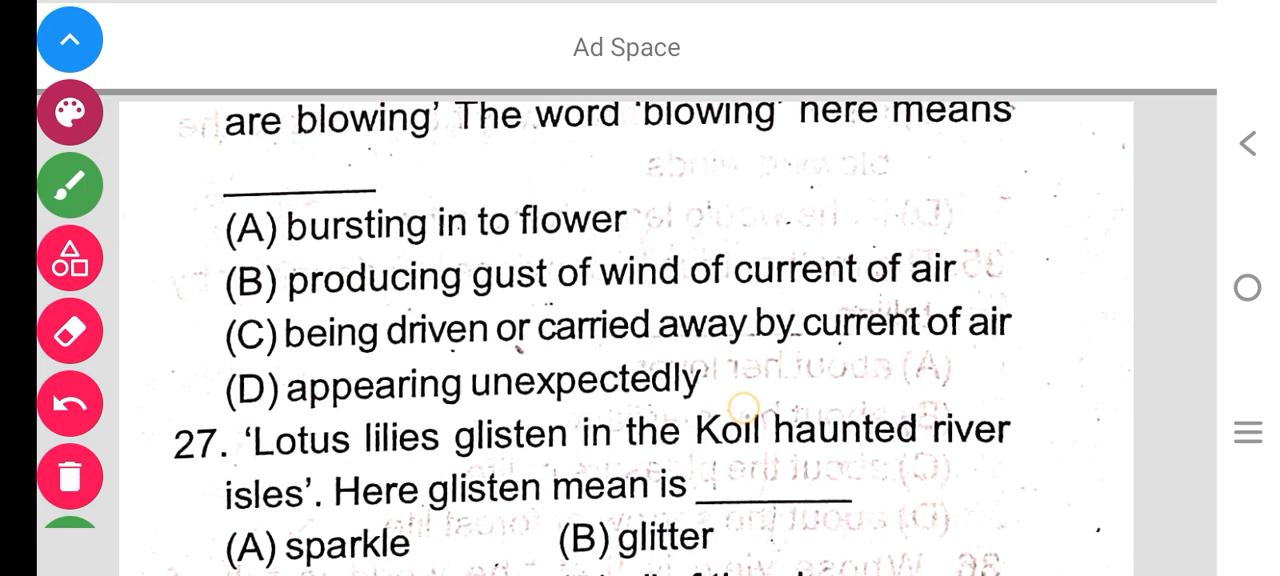 Ad Space
are blowing' The word 'blowing' here means
__________
(A) bursting in to flower
(B) producing gust of wind of current of air
(C) being driven or carried away by current of air
(D) appearing unexpectedly
27. 'Lotus lilies glisten in the Koil haunted river
isles'. Here glisten mean is __________
(A) sparkle (B) glitter